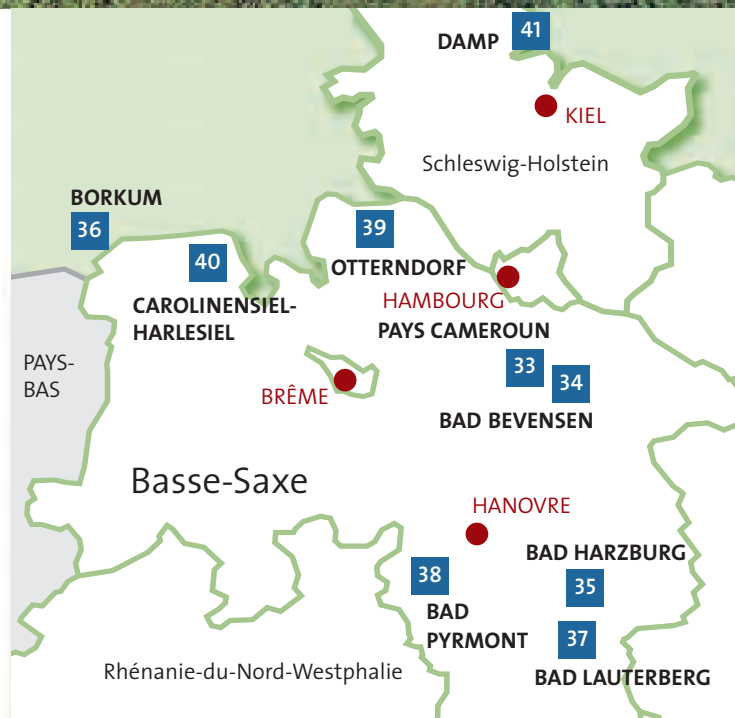 DAMP
41
KIEL
Schleswig-Holstein
BORKUM
36
40
39
OTTERNDORF
CAROLINENSIEL-
HARLESIEL
HAMBOURG
PAYS CAMEROUN
33
34
PAYS-
BAS
BRÊME
BAD BEVENSEN
Basse-Saxe
HANOVRE
BAD HARZBURG
35
38
BAD
PYRMONT
37
BAD LAUTERBERG
Rhénanie-du-Nord-Westphalie